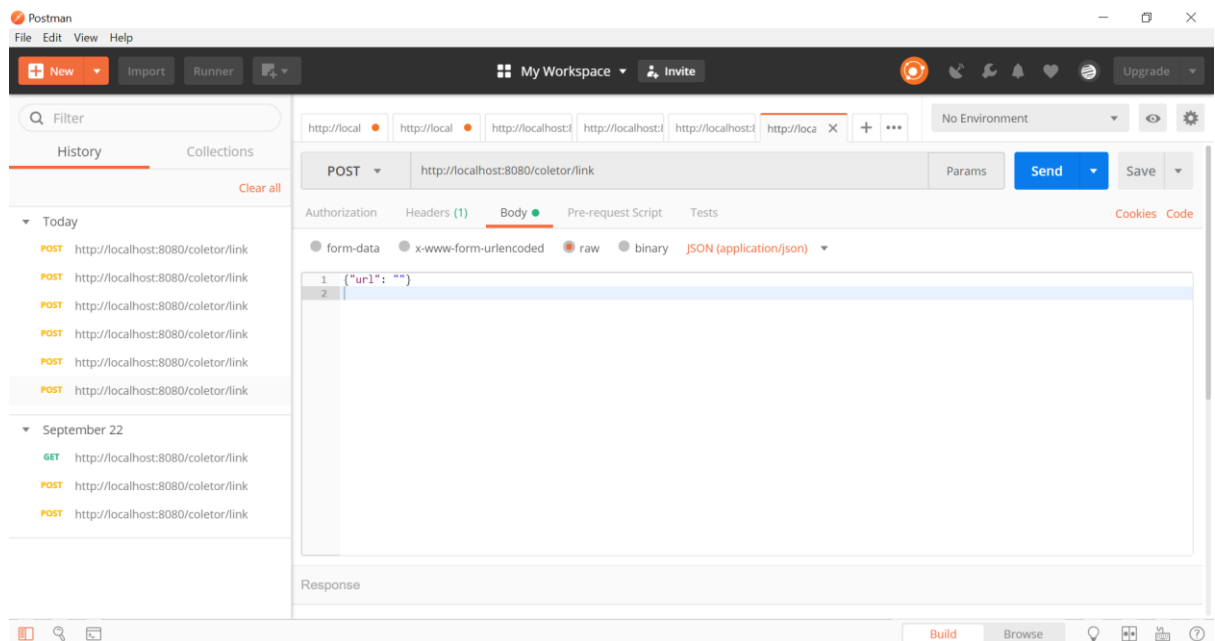 Postman
File Edit View Help
New Import Runner My Workspace Invite Upgrade
Filter
History Collections
Clear all
Today
POST http://localhost:8080/coletor/link
POST http://localhost:8080/coletor/link
POST http://localhost:8080/coletor/link
POST http://localhost:8080/coletor/link
POST http://localhost:8080/coletor/link
POST http://localhost:8080/coletor/link
September 22
GET http://localhost:8080/coletor/link
POST http://localhost:8080/coletor/link
POST http://localhost:8080/coletor/link
http://local http://local http://localhost:8 http://localhost:8 http://localhost:8 http://loca No Environment
POST http://localhost:8080/coletor/link Params Send Save
Authorization Headers (1) Body Pre-request Script Tests Cookies Code
form-data x-www-form-urlencoded raw binary JSON (application/json)
1 {"url": ""}
2
Response
Build Browse